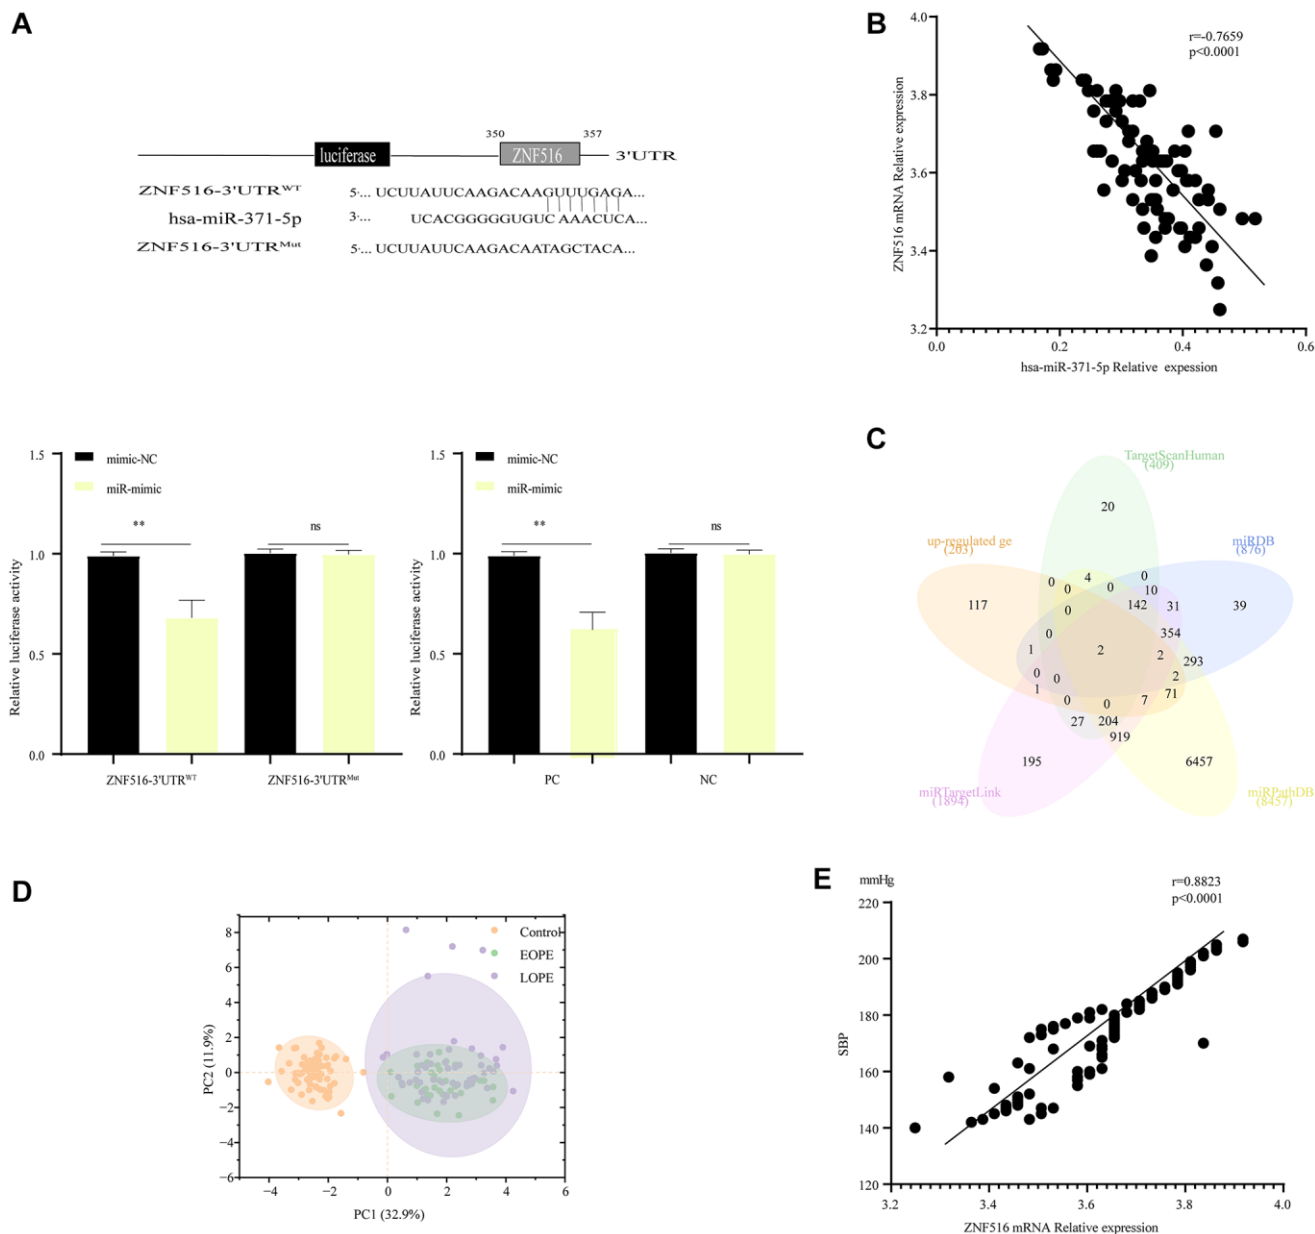 A
350 357
luciferase ZNF516 3'UTR
ZNF516-3'UTRWT 5'... UCUUAUUCAAGACAAGUUUGAGA...
hsa-miR-371-5p 3'... UCACGGGGGUGUCAAACUCA...
ZNF516-3'UTRMut 5'... UCUUAUUCAAGACAATAGCTACA...
B
r=-0.7659
p<0.0001
ZNF516 mRNA Relative expression
4.0
3.8
3.6
3.4
3.2
0.0 0.2 0.4 0.6
hsa-miR-371-5p Relative expession
mimic-NC
miR-mimic
** ns
Relative luciferase activity
1.5
1.0
0.5
0.0
ZNF516-3'UTRWT ZNF516-3'UTRMut
mimic-NC
miR-mimic
** ns
Relative luciferase activity
1.5
1.0
0.5
0.0
PC NC
C
TargetScanHuman
(409)
up-regulated ge
(203)
miRDB
(876)
miRTargetLink
(1894)
miRPathDB
(8457)
20
0 0 4 0 0 10
117 0 142 31 39
0 354
1 2 2 293
0 0 2
1 0 0 7 71
27 204
919
195 6457
D
Control
EOPE
LOPE
PC2 (11.9%)
8
6
4
2
0
−2
−4
−6
−4 −2 0 2 4 6
PC1 (32.9%)
E
mmHg
r=0.8823
p<0.0001
SBP
220
200
180
160
140
120
3.2 3.4 3.6 3.8 4.0
ZNF516 mRNA Relative expression